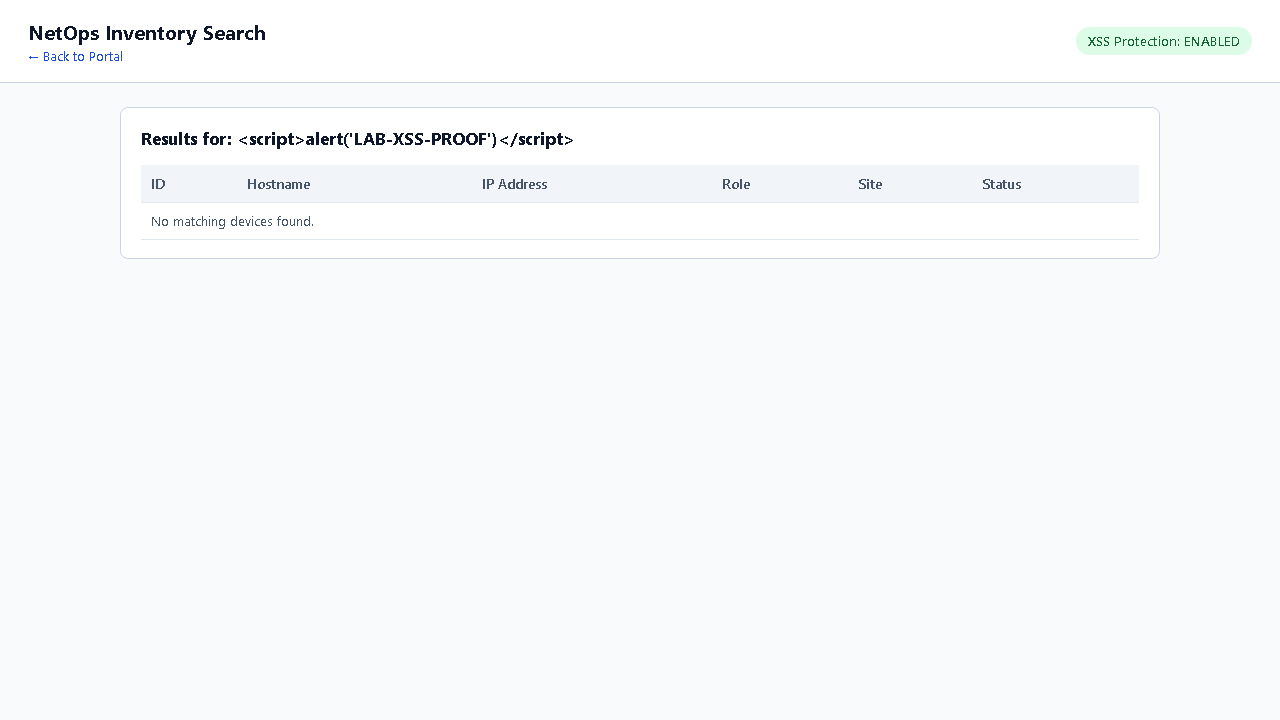 NetOps Inventory Search
← Back to Portal
XSS Protection: ENABLED
Results for: <script>alert('LAB-XSS-PROOF')</script>
ID Hostname IP Address Role Site Status
No matching devices found.